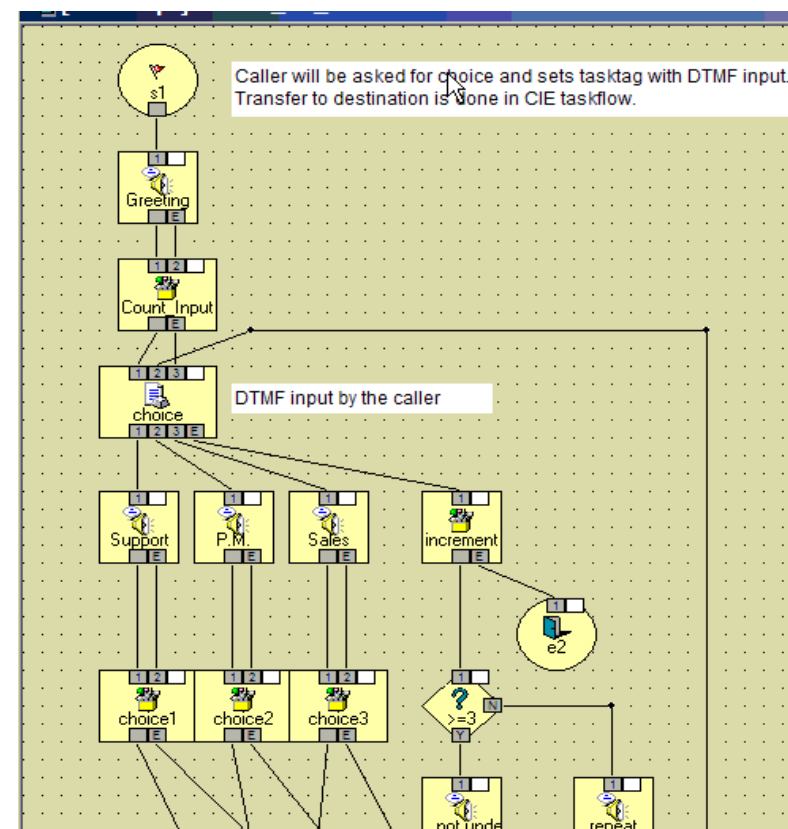 Caller will be asked for choice and sets tasktag with DTMF input.
Transfer to destination is done in CIE taskflow.
s1
1
Greeting
E
1 2
Count_Input
E
1 2 3
choice
DTMF input by the caller
1 2 3 E
1 1 1 1
Support P.M. Sales increment
E E E E
1
e2
1 2 1 2 1 2 1
choice1 choice2 choice3 >=3 N
E E E Y
1 1
not unde repeat